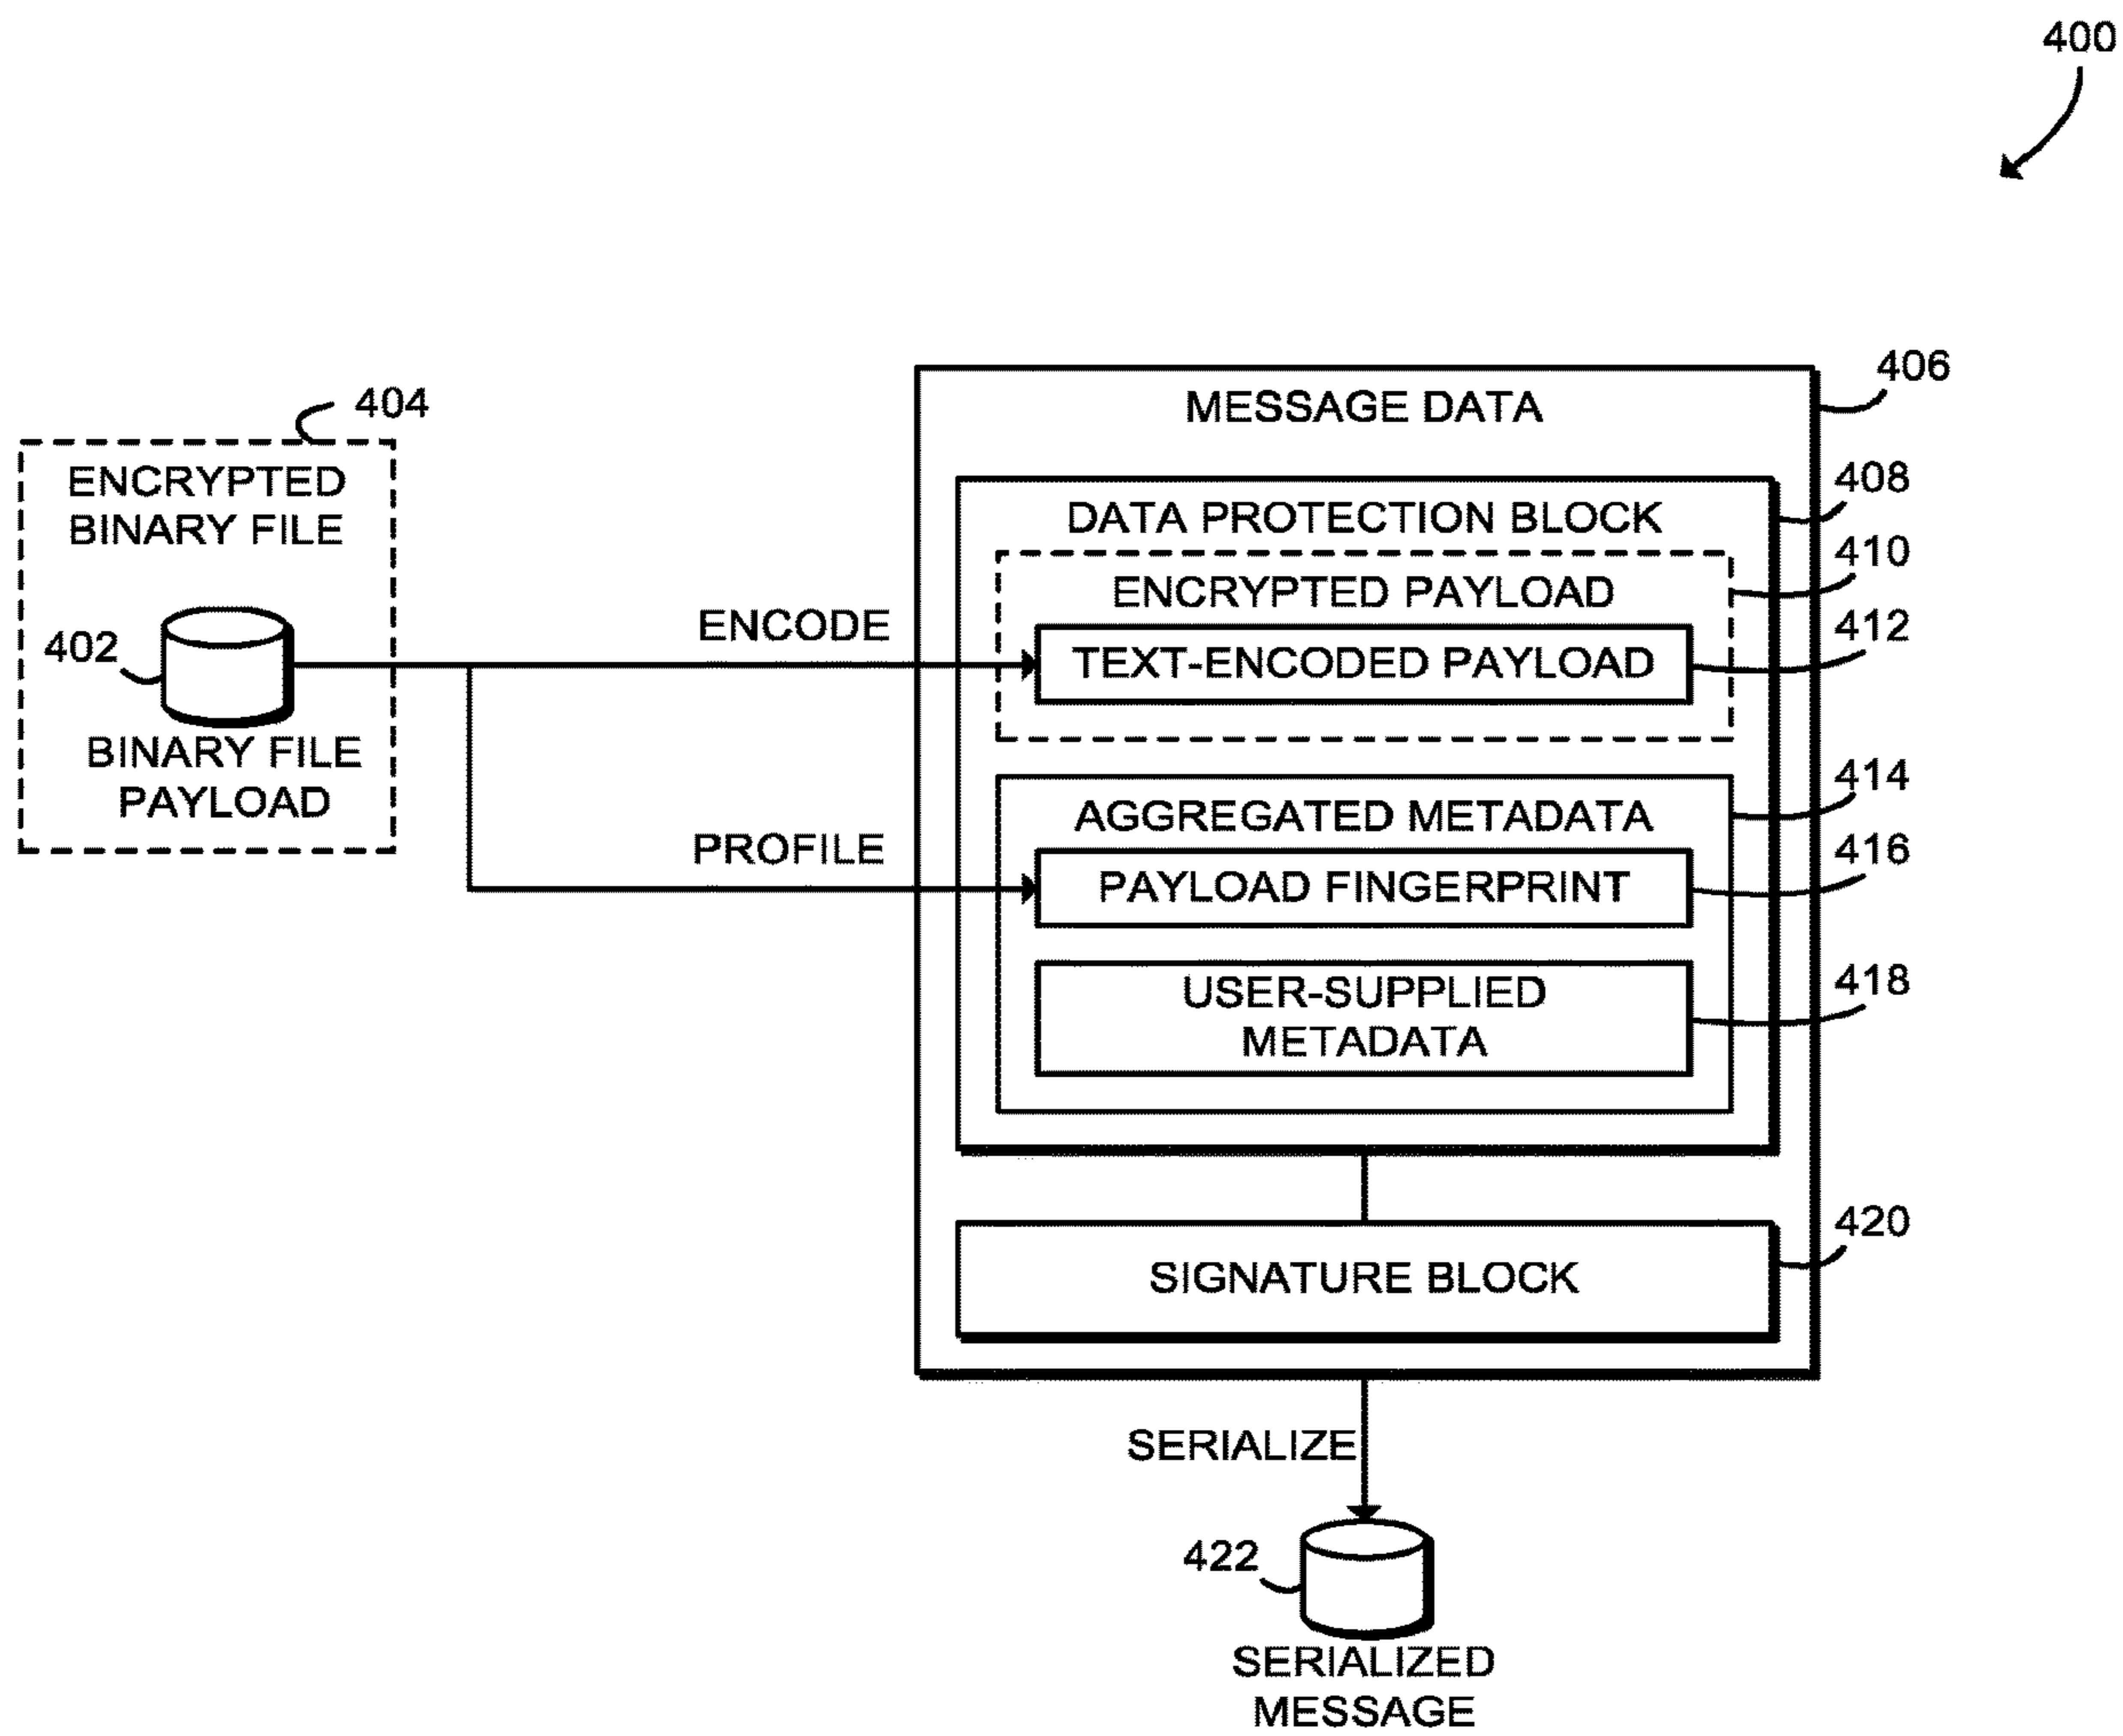 400
404
ENCRYPTED
BINARY FILE
402
BINARY FILE
PAYLOAD
ENCODE
PROFILE
406
MESSAGE DATA
408
DATA PROTECTION BLOCK
410
ENCRYPTED PAYLOAD
412
TEXT-ENCODED PAYLOAD
414
AGGREGATED METADATA
416
PAYLOAD FINGERPRINT
418
USER-SUPPLIED
METADATA
420
SIGNATURE BLOCK
SERIALIZE
422
SERIALIZED
MESSAGE